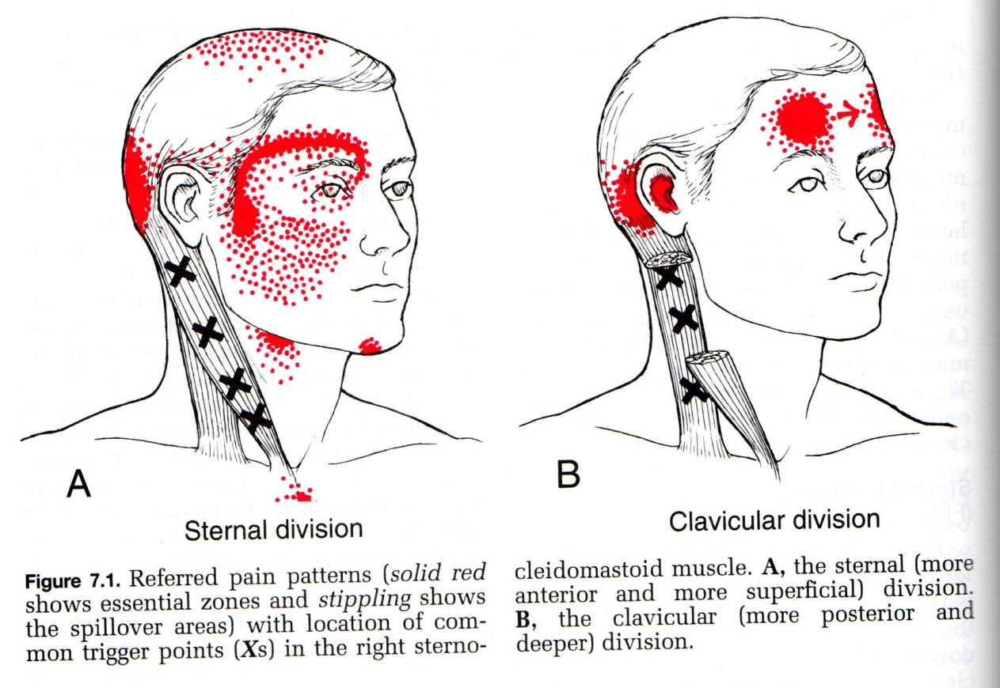 A
Sternal division
B
Clavicular division
Figure 7.1. Referred pain patterns (solid red
shows essential zones and stippling shows
the spillover areas) with location of com-
mon trigger points (Xs) in the right sterno-
cleidomastoid muscle. A, the sternal (more
anterior and more superficial) division.
B, the clavicular (more posterior and
deeper) division.